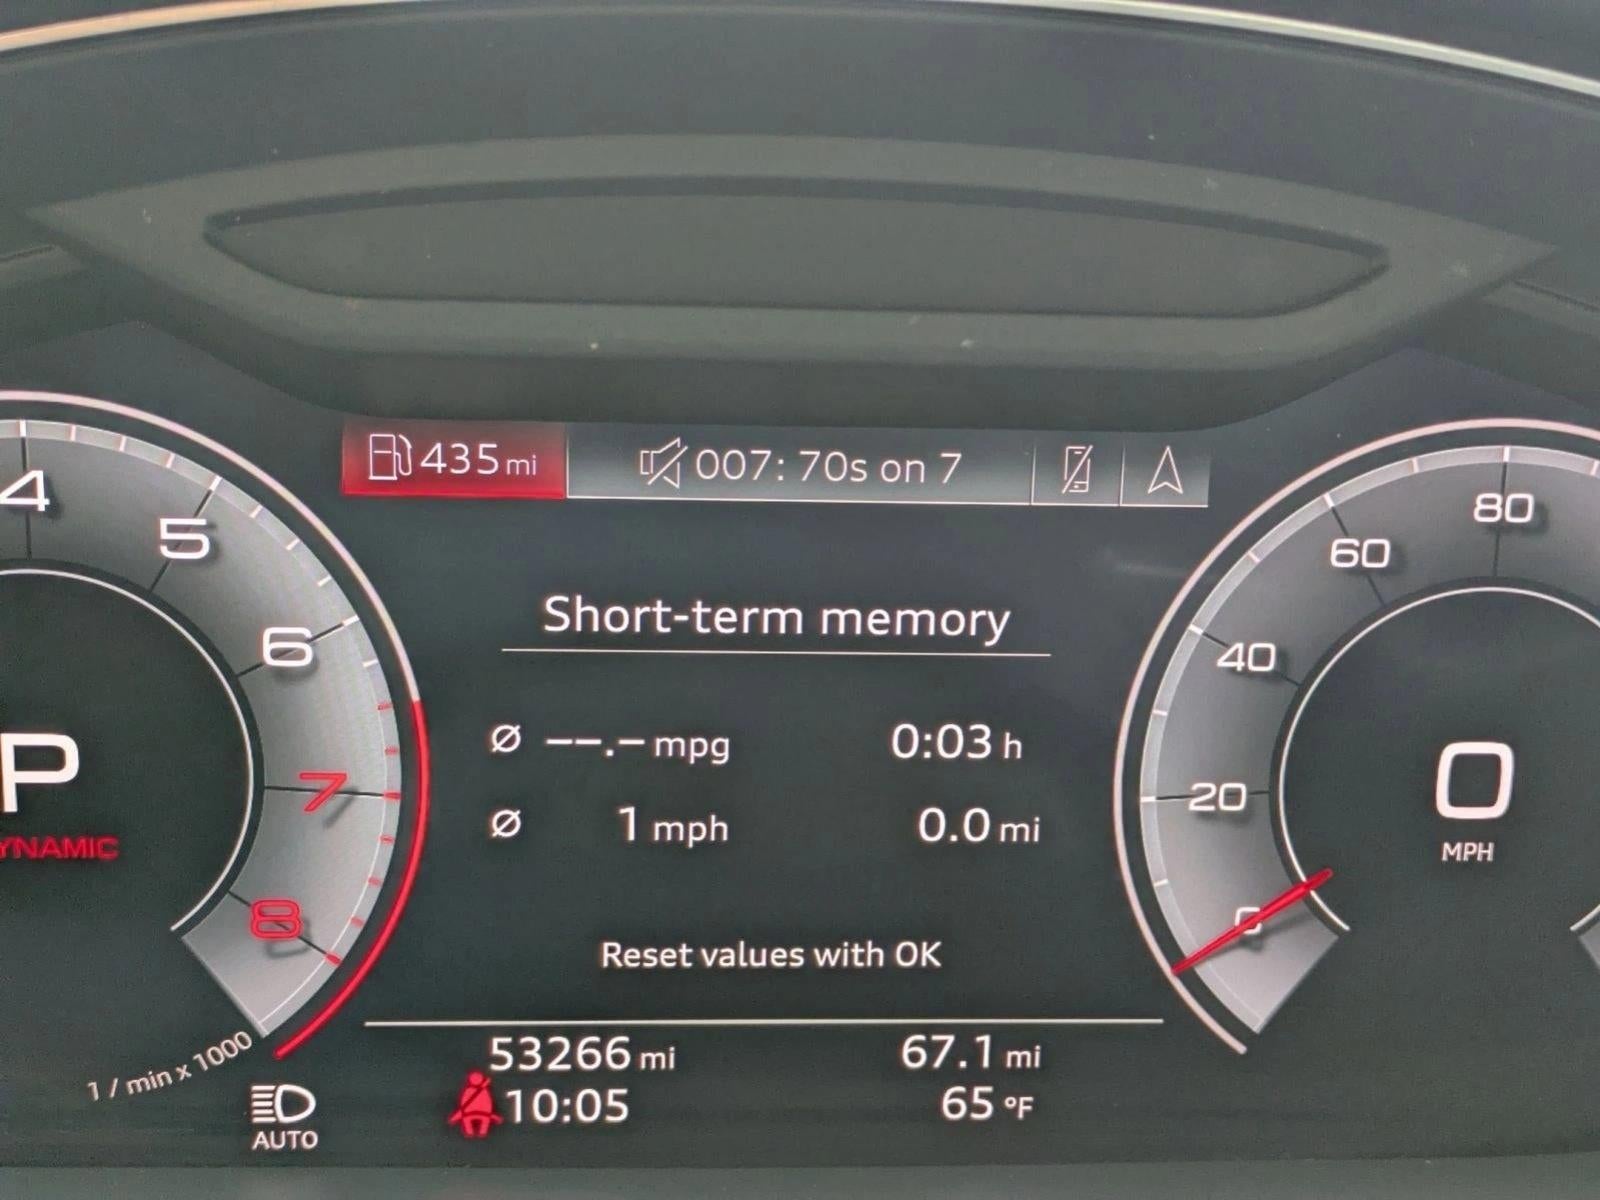 435 mi 007: 70s on 7
Short-term memory
Ø --.- mpg 0:03 h
Ø 1 mph 0.0 mi
Reset values with OK
53266 mi 67.1 mi
10:05 65 °F
4
5
6
7
8
1 / min x 1000
P
YNAMIC
AUTO
80
60
40
20
0
0
MPH